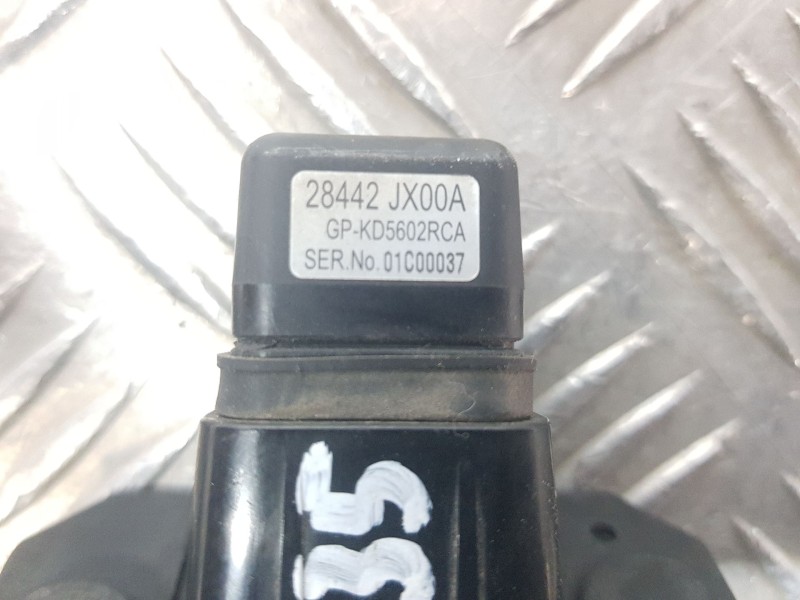 28442 JX00A
GP-KD5602RCA
SER.No. 01C00037